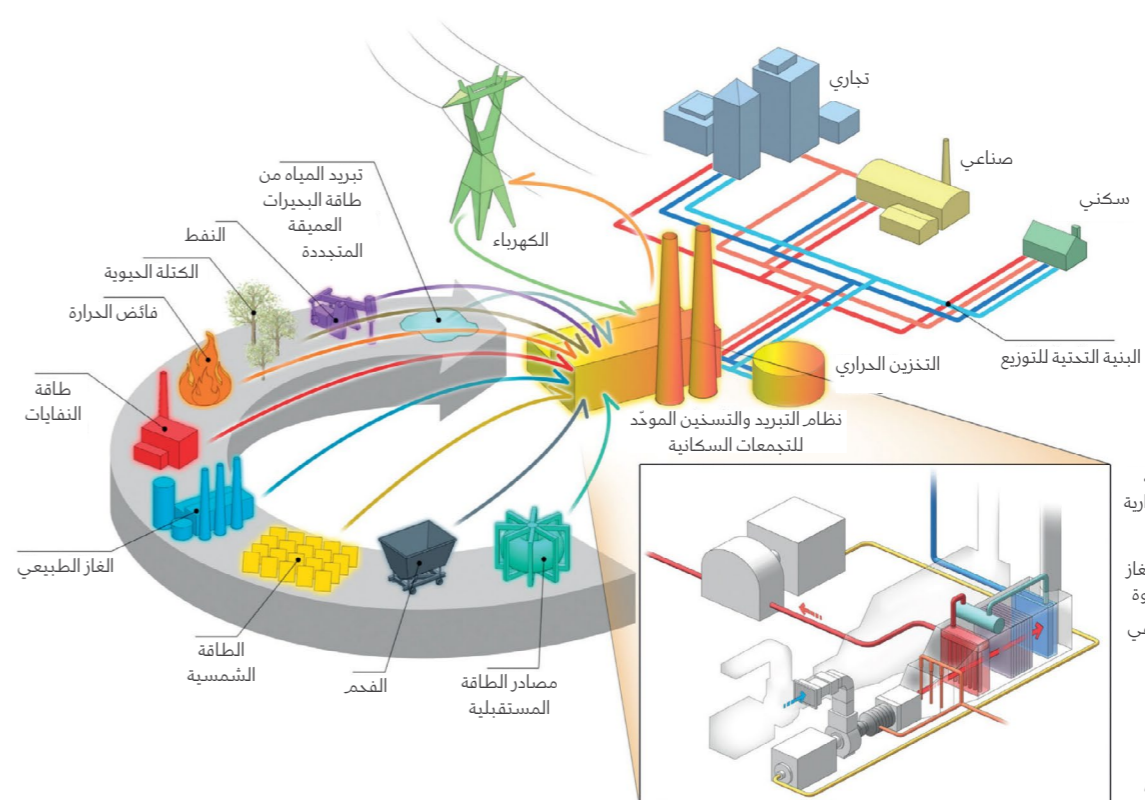 تجاري
صناعي
سكني
تبريد المياه من
طاقة البحيرات
العميقة
المتجددة
النفط
الكتلة الحيوية
فائض الحرارة
الكهرباء
طاقة
النفايات
البنية التحتية للتوزيع
التخزين الحراري
نظام التبريد والتسخين الموحّد
للتجمعات السكانية
الغاز الطبيعي
الطاقة
الشمسية
الفحم
مصادر الطاقة
المستقبلية